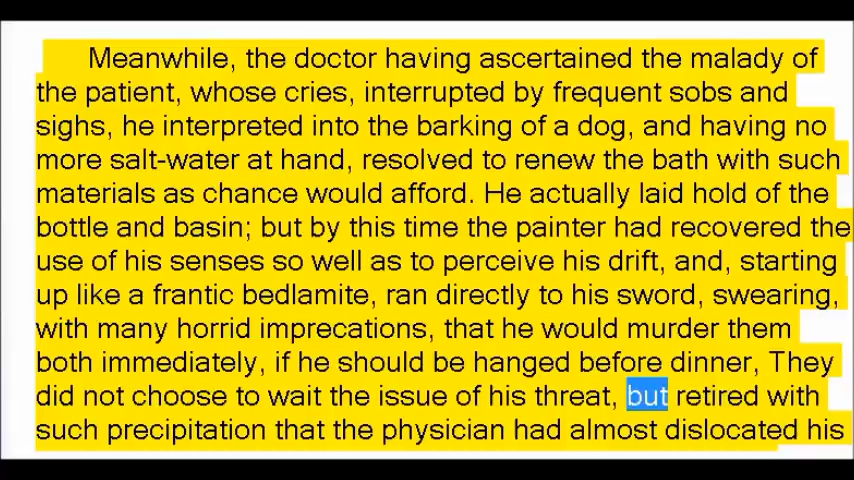 Meanwhile, the doctor having ascertained the malady of
the patient, whose cries, interrupted by frequent sobs and
sighs, he interpreted into the barking of a dog, and having no
more salt-water at hand, resolved to renew the bath with such
materials as chance would afford. He actually laid hold of the
bottle and basin; but by this time the painter had recovered the
use of his senses so well as to perceive his drift, and, starting
up like a frantic bedlamite, ran directly to his sword, swearing,
with many horrid imprecations, that he would murder them
both immediately, if he should be hanged before dinner, They
did not choose to wait the issue of his threat, but retired with
such precipitation that the physician had almost dislocated his